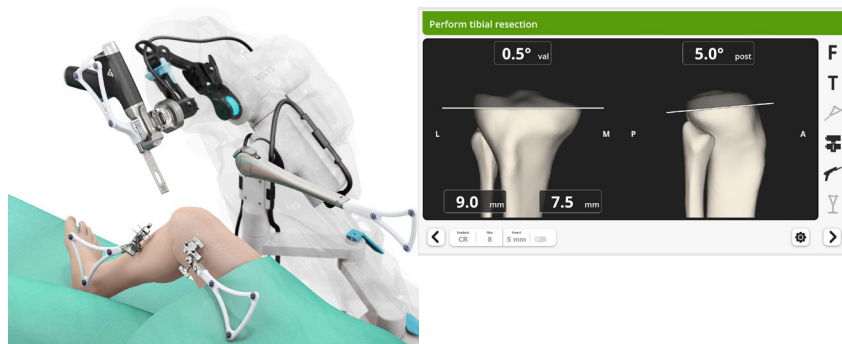 Perform tibial resection
0.5° val
5.0° post
F
T
L
M
P
A
9.0 mm
7.5 mm
Implant
Size
Insert
CR
8
5 mm